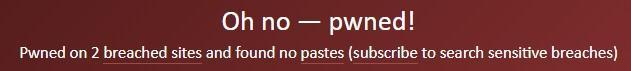 Oh no — pwned!
Pwned on 2 breached sites and found no pastes (subscribe to search sensitive breaches)